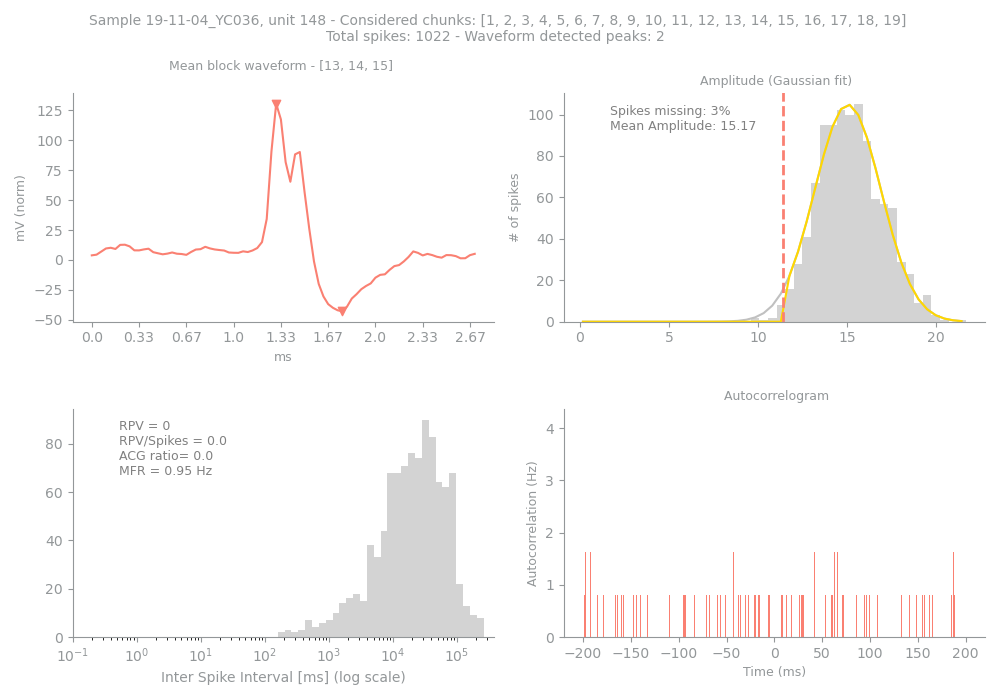 Sample 19-11-04_YC036, unit 148 - Considered chunks: [1, 2, 3, 4, 5, 6, 7, 8, 9, 10, 11, 12, 13, 14, 15, 16, 17, 18, 19]
Total spikes: 1022 - Waveform detected peaks: 2
Mean block waveform - [13, 14, 15]
mV (norm)
125
100
75
50
25
0
−25
−50
0.0 0.33 0.67 1.0 1.33 1.67 2.0 2.33 2.67
ms
Amplitude (Gaussian fit)
Spikes missing: 3%
Mean Amplitude: 15.17
# of spikes
100
80
60
40
20
0
0 5 10 15 20
RPV = 0
RPV/Spikes = 0.0
ACG ratio= 0.0
MFR = 0.95 Hz
80
60
40
20
0
10⁻¹ 10⁰ 10¹ 10² 10³ 10⁴ 10⁵
Inter Spike Interval [ms] (log scale)
Autocorrelogram
Autocorrelation (Hz)
4
3
2
1
0
−200 −150 −100 −50 0 50 100 150 200
Time (ms)